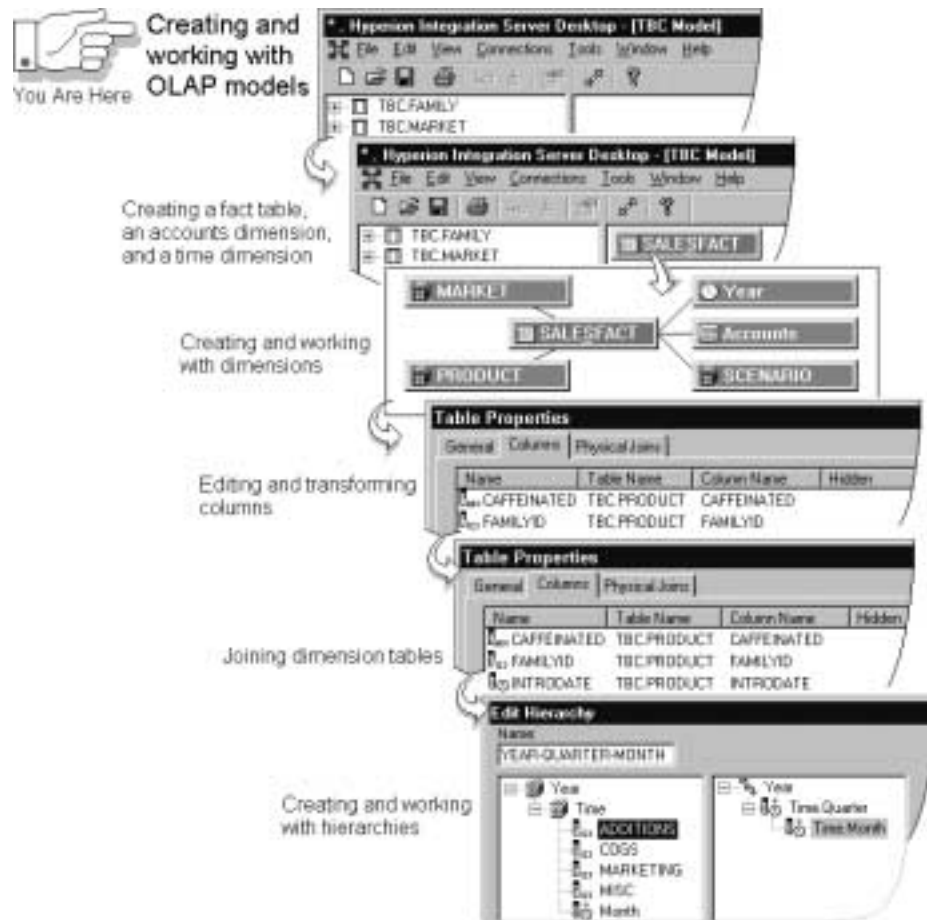 Creating and
working with
OLAP models
You Are Here
Hyperion Integration Server Desktop - [TBC Model]
File Edit View Connections Tools Window Help
TBC.FAMILY
TBC.MARKET
Hyperion Integration Server Desktop - [TBC Model]
File Edit View Connections Tools Window Help
Creating a fact table,
an accounts dimension,
and a time dimension
TBC.FAMILY
TBC.MARKET
SALESFACT
MARKET
Year
SALESFACT
Accounts
PRODUCT
SCENARIO
Creating and working
with dimensions
Table Properties
General Columns Physical Joins
Name Table Name Column Name Hidden
CAFFEINATED TBC.PRODUCT CAFFEINATED
FAMILYID TBC.PRODUCT FAMILYID
Editing and transforming
columns
Table Properties
General Columns Physical Joins
Name Table Name Column Name Hidden
CAFFEINATED TBC.PRODUCT CAFFEINATED
FAMILYID TBC.PRODUCT FAMILYID
INTRODATE TBC.PRODUCT INTRODATE
Joining dimension tables
Edit Hierarchy
Name
YEAR-QUARTER-MONTH
Year
Time
ADDITIONS
COGS
MARKETING
MISC
Month
Year
Time.Quarter
Time.Month
Creating and working
with hierarchies